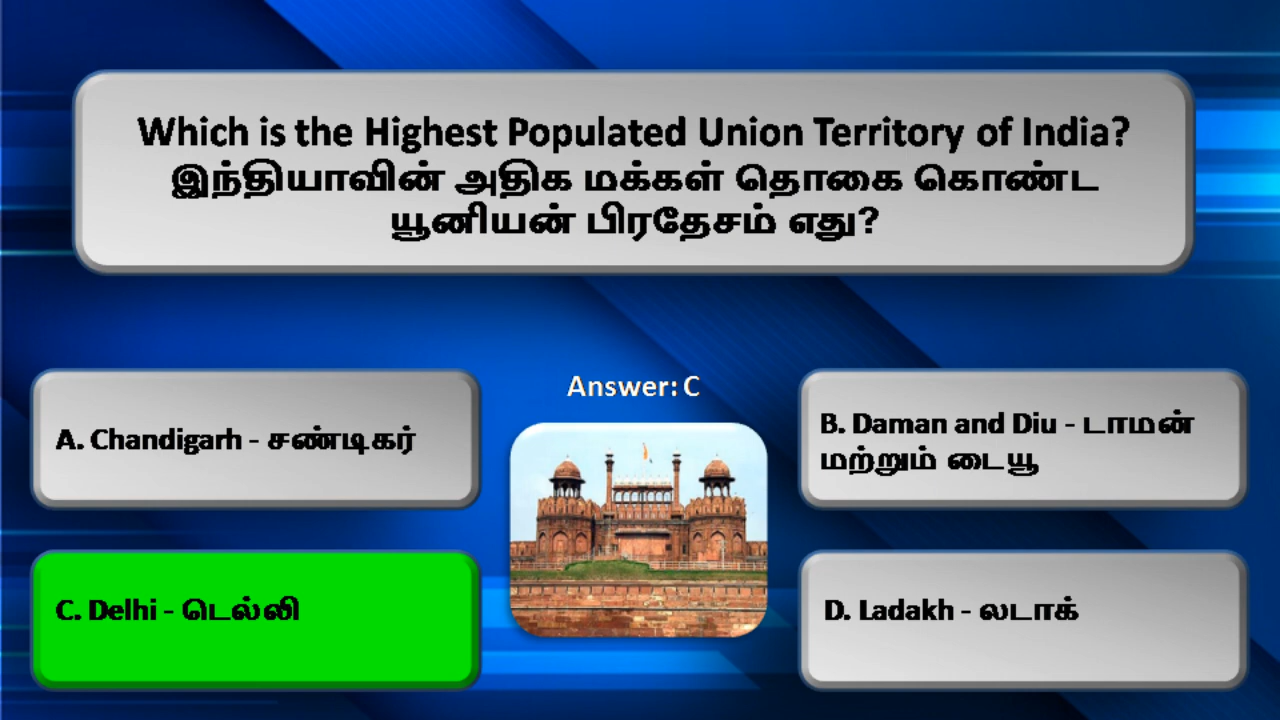 Which is the Highest Populated Union Territory of India?
இந்தியாவின் அதிக மக்கள் தொகை கொண்ட
யூனியன் பிரதேசம் எது?
Answer: C
A. Chandigarh - சண்டிகர்
B. Daman and Diu - டாமன்
மற்றும் டையூ
C. Delhi - டெல்லி
D. Ladakh - லடாக்